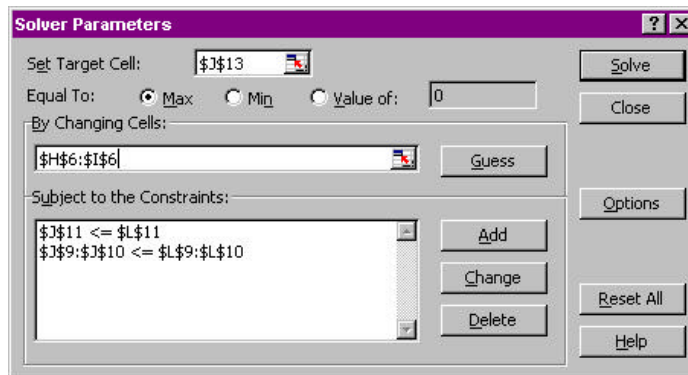 Solver Parameters
Set Target Cell: $J$13
Equal To: Max Min Value of: 0
By Changing Cells:
$H$6:$I$6
Guess
Subject to the Constraints:
$J$11 <= $L$11
$J$9:$J$10 <= $L$9:$L$10
Add
Change
Delete
Solve
Close
Options
Reset All
Help